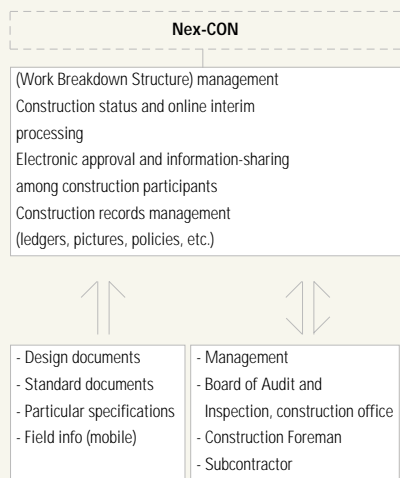 Nex-CON
(Work Breakdown Structure) management
Construction status and online interim
processing
Electronic approval and information-sharing
among construction participants
Construction records management
(ledgers, pictures, policies, etc.)
- Design documents
- Standard documents
- Particular specifications
- Field info (mobile)
- Management
- Board of Audit and
Inspection, construction office
- Construction Foreman
- Subcontractor